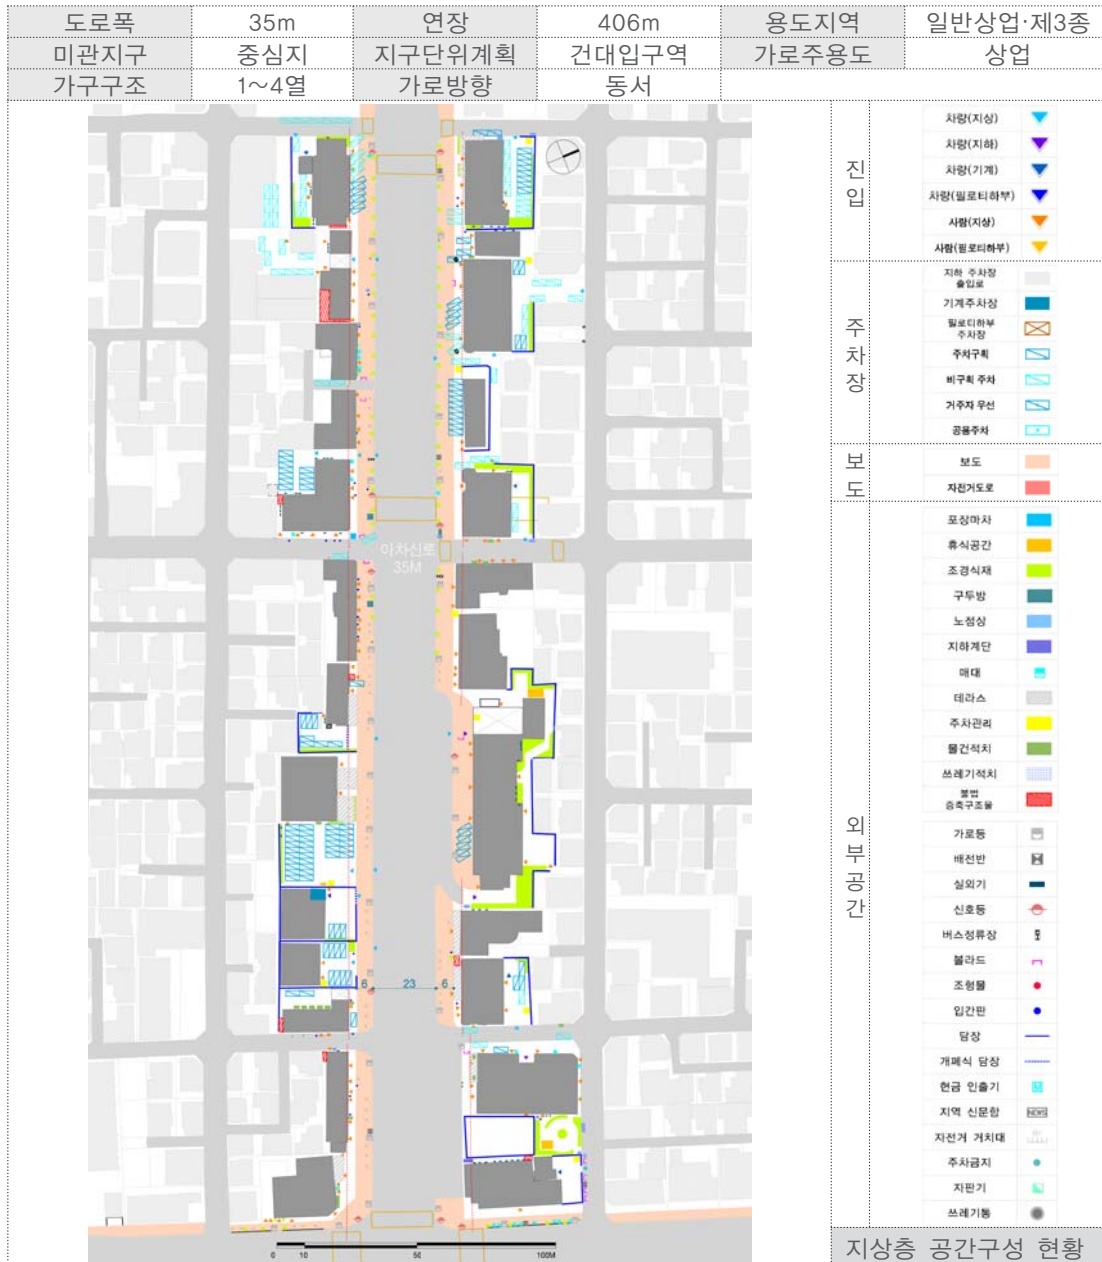 도로폭 35m 연장 406m 용도지역 일반상업·제3종
미관지구 중심지 지구단위계획 건대입구역 가로주용도 상업
가구구조 1~4열 가로방향 동서
아차산로
35M
6 23 6
0 10 50 100M
진입
차량(지상)
차량(지하)
차량(기계)
차량(필로티하부)
사람(지상)
사람(필로티하부)
주차장
지하 주차장
출입로
기계주차장
필로티하부
주차장
주차구획
비구획 주차
거주자 우선
공용주차
보도
보도
자전거도로
외부공간
포장마차
휴식공간
조경식재
구두방
노점상
지하계단
매대
테라스
주차관리
물건적치
쓰레기적치
불법
증축구조물
가로등
배전반
실외기
신호등
버스정류장
볼라드
조형물
입간판
담장
개폐식 담장
현금 인출기
지역 신문함
NEWS
자전거 거치대
주차금지
자판기
쓰레기통
지상층 공간구성 현황